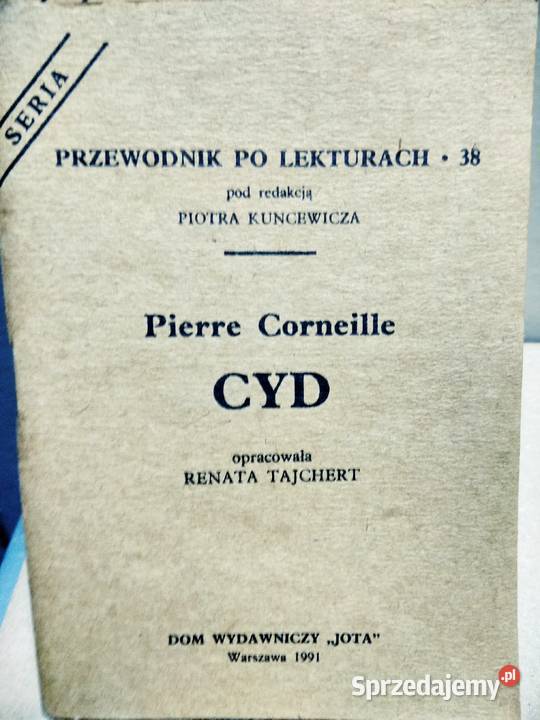 SERIA
PRZEWODNIK PO LEKTURACH • 38
pod redakcją
PIOTRA KUNCEWICZA
Pierre Corneille
CYD
opracowała
RENATA TAJCHERT
DOM WYDAWNICZY „JOTA"
Warszawa 1991
Sprzedajemy.pl